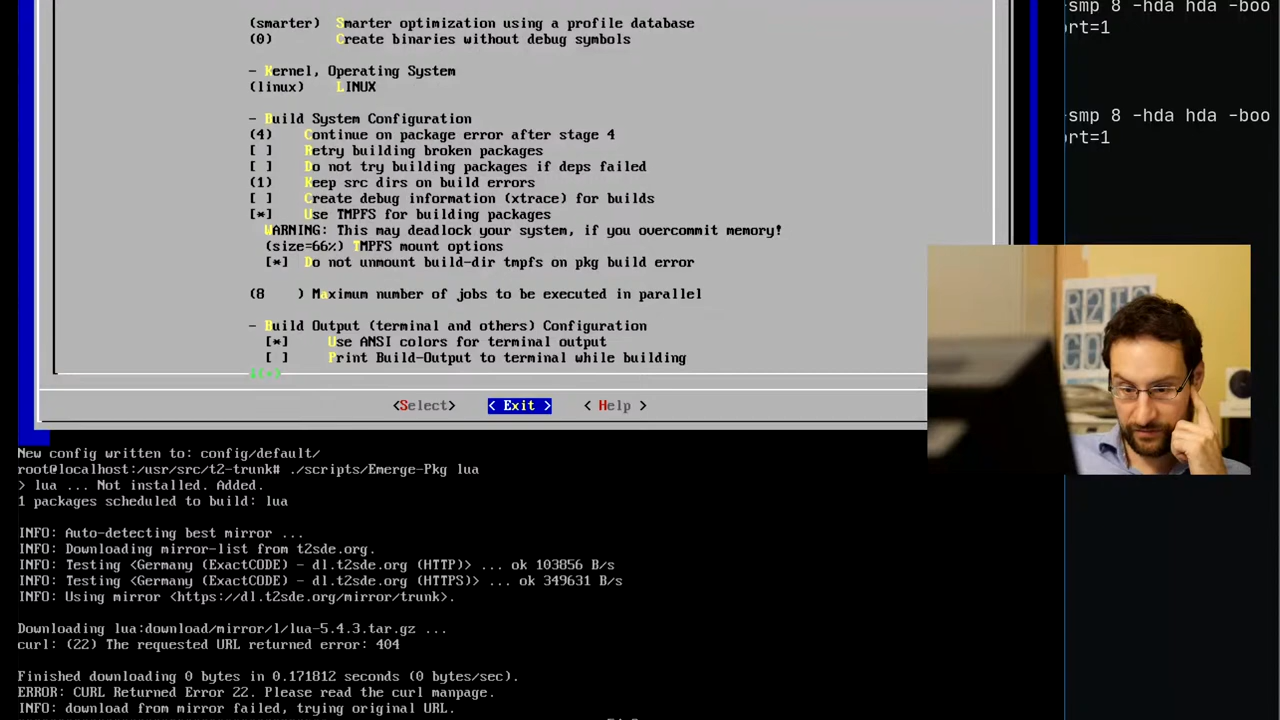 (smarter) Smarter optimization using a profile database
(0) Create binaries without debug symbols
- Kernel, Operating System
(linux) LINUX
- Build System Configuration
(4) Continue on package error after stage 4
[ ] Retry building broken packages
[ ] Do not try building packages if deps failed
(1) Keep src dirs on build errors
[ ] Create debug information (xtrace) for builds
[*] Use TMPFS for building packages
WARNING: This may deadlock your system, if you overcommit memory!
(size=66%) TMPFS mount options
[*] Do not unmount build-dir tmpfs on pkg build error
(8 ) Maximum number of jobs to be executed in parallel
- Build Output (terminal and others) Configuration
[*] Use ANSI colors for terminal output
[ ] Print Build-Output to terminal while building
↓(+)
<Select> < Exit > < Help >
New config written to: config/default/
root@localhost:/usr/src/t2-trunk# ./scripts/Emerge-Pkg lua
> lua ... Not installed. Added.
1 packages scheduled to build: lua
INFO: Auto-detecting best mirror ...
INFO: Downloading mirror-list from t2sde.org.
INFO: Testing <Germany (ExactCODE) - dl.t2sde.org (HTTP)> ... ok 103856 B/s
INFO: Testing <Germany (ExactCODE) - dl.t2sde.org (HTTPS)> ... ok 349631 B/s
INFO: Using mirror <https://dl.t2sde.org/mirror/trunk>.
Downloading lua:download/mirror/l/lua-5.4.3.tar.gz ...
curl: (22) The requested URL returned error: 404
Finished downloading 0 bytes in 0.171812 seconds (0 bytes/sec).
ERROR: CURL Returned Error 22. Please read the curl manpage.
INFO: download from mirror failed, trying original URL.
-smp 8 -hda hda -boo
rt=1
-smp 8 -hda hda -boo
rt=1
R2T